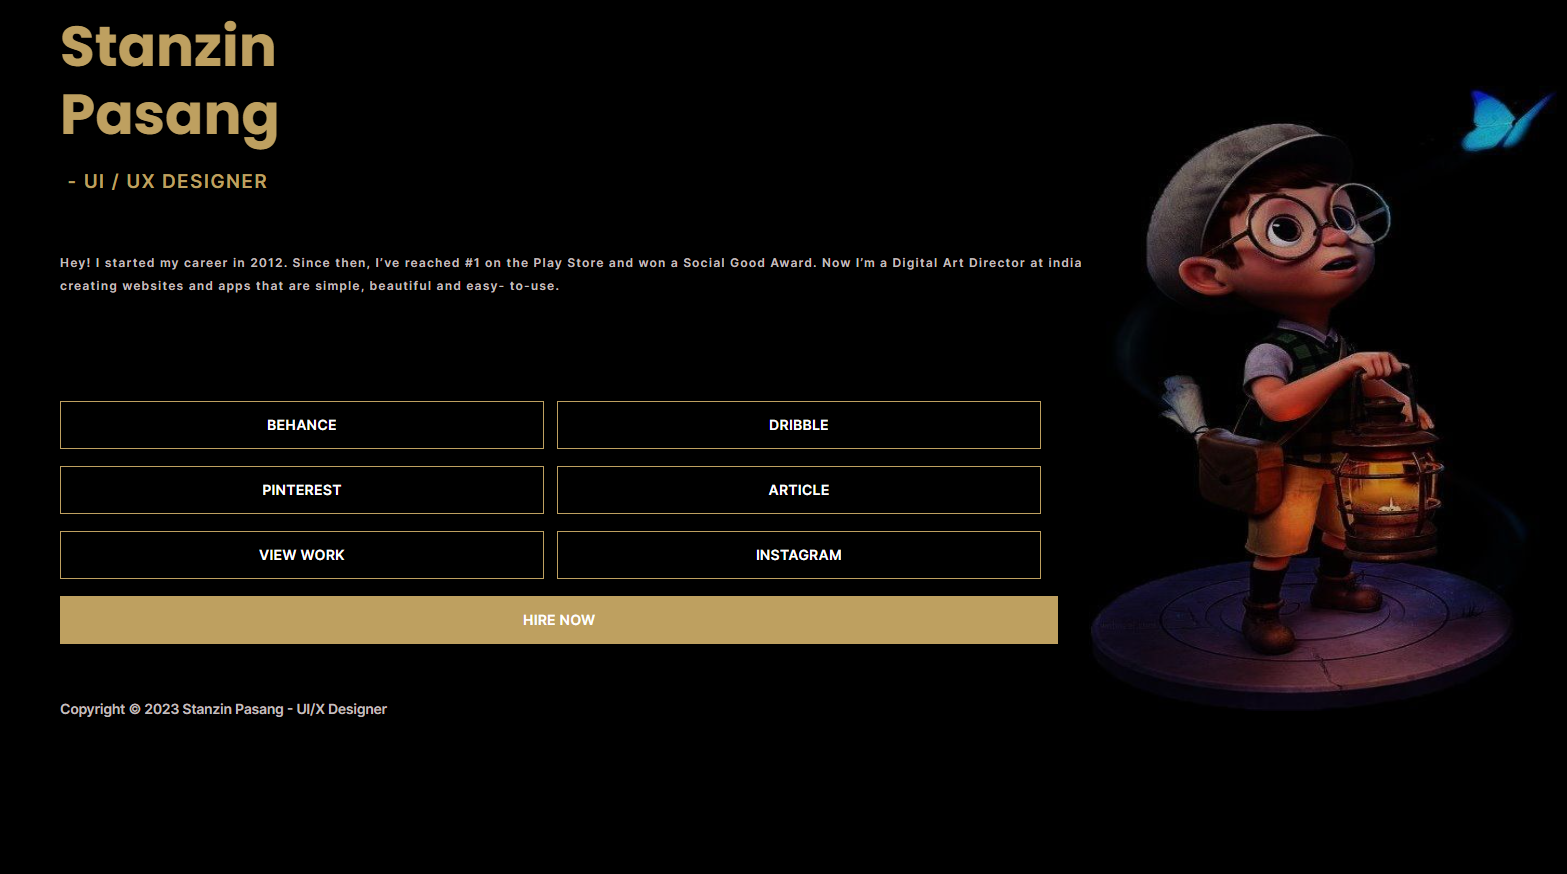 Stanzin
Pasang
- UI / UX DESIGNER
Hey! I started my career in 2012. Since then, I've reached #1 on the Play Store and won a Social Good Award. Now I'm a Digital Art Director at india
creating websites and apps that are simple, beautiful and easy- to-use.
BEHANCE
DRIBBLE
PINTEREST
ARTICLE
VIEW WORK
INSTAGRAM
HIRE NOW
Copyright © 2023 Stanzin Pasang - UI/X Designer